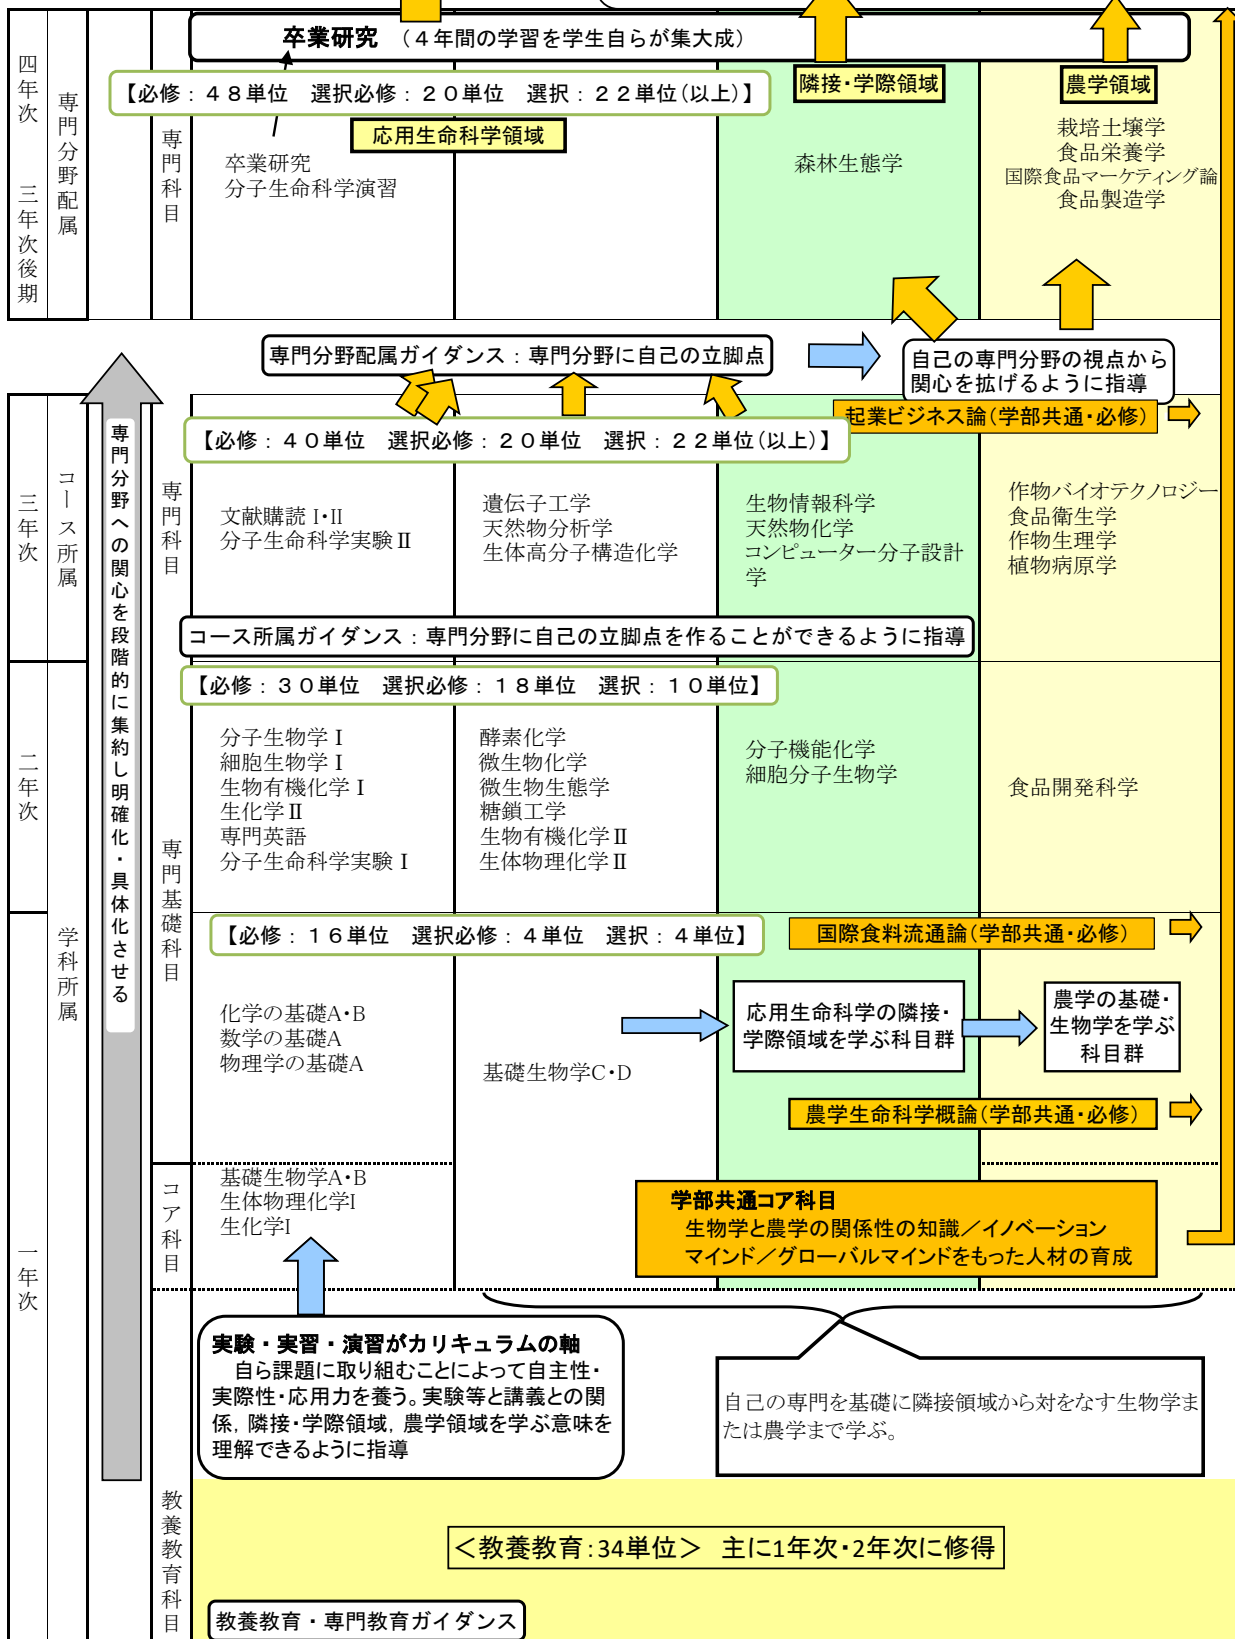 卒業研究 （４年間の学習を学生自らが集大成）
四年次　三年次後期
専門分野配属
専門科目
【必修：４８単位　選択必修：２０単位　選択：２２単位(以上)】
応用生命科学領域
隣接・学際領域
農学領域
卒業研究
分子生命科学演習
森林生態学
栽培土壌学
食品栄養学
国際食品マーケティング論
食品製造学
専門分野配属ガイダンス：専門分野に自己の立脚点
自己の専門分野の視点から
関心を拡げるように指導
起業ビジネス論(学部共通・必修)
専門分野への関心を段階的に集約し明確化・具体化させる
三年次
コース所属
専門科目
【必修：４０単位　選択必修：２０単位　選択：２２単位(以上)】
文献購読 I・II
分子生命科学実験 II
遺伝子工学
天然物分析学
生体高分子構造化学
生物情報科学
天然物化学
コンピューター分子設計
学
作物バイオテクノロジー
食品衛生学
作物生理学
植物病原学
コース所属ガイダンス：専門分野に自己の立脚点を作ることができるように指導
二年次
学科所属
専門基礎科目
【必修：３０単位　選択必修：１８単位　選択：１０単位】
分子生物学 I
細胞生物学 I
生物有機化学 I
生化学 II
専門英語
分子生命科学実験 I
酵素化学
微生物化学
微生物生態学
糖鎖工学
生物有機化学 II
生体物理化学 II
分子機能化学
細胞分子生物学
食品開発科学
一年次
【必修：１６単位　選択必修：４単位　選択：４単位】
国際食料流通論(学部共通・必修)
化学の基礎A・B
数学の基礎A
物理学の基礎A
基礎生物学C・D
応用生命科学の隣接・
学際領域を学ぶ科目群
農学の基礎・
生物学を学ぶ
科目群
農学生命科学概論(学部共通・必修)
コア科目
基礎生物学A・B
生体物理化学I
生化学I
学部共通コア科目
生物学と農学の関係性の知識／イノベーション
マインド／グローバルマインドをもった人材の育成
実験・実習・演習がカリキュラムの軸
自ら課題に取り組むことによって自主性・
実際性・応用力を養う。実験等と講義との関
係, 隣接・学際領域, 農学領域を学ぶ意味を
理解できるように指導
自己の専門を基礎に隣接領域から対をなす生物学ま
たは農学まで学ぶ。
教養教育科目
＜教養教育：34単位＞ 主に1年次・2年次に修得
教養教育・専門教育ガイダンス